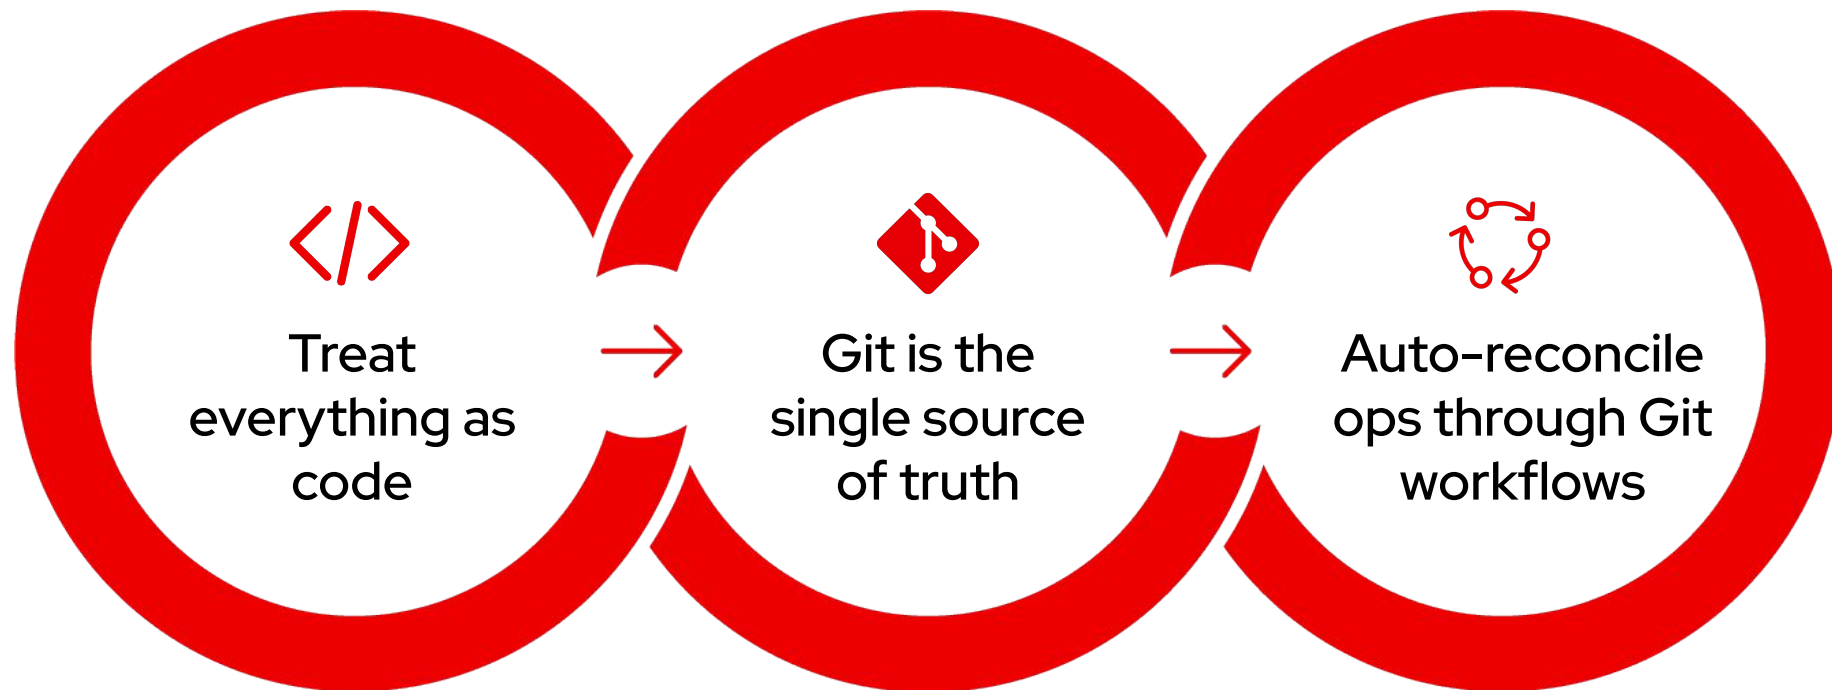 Treat
everything as
code
Git is the
single source
of truth
Auto-reconcile
ops through Git
workflows